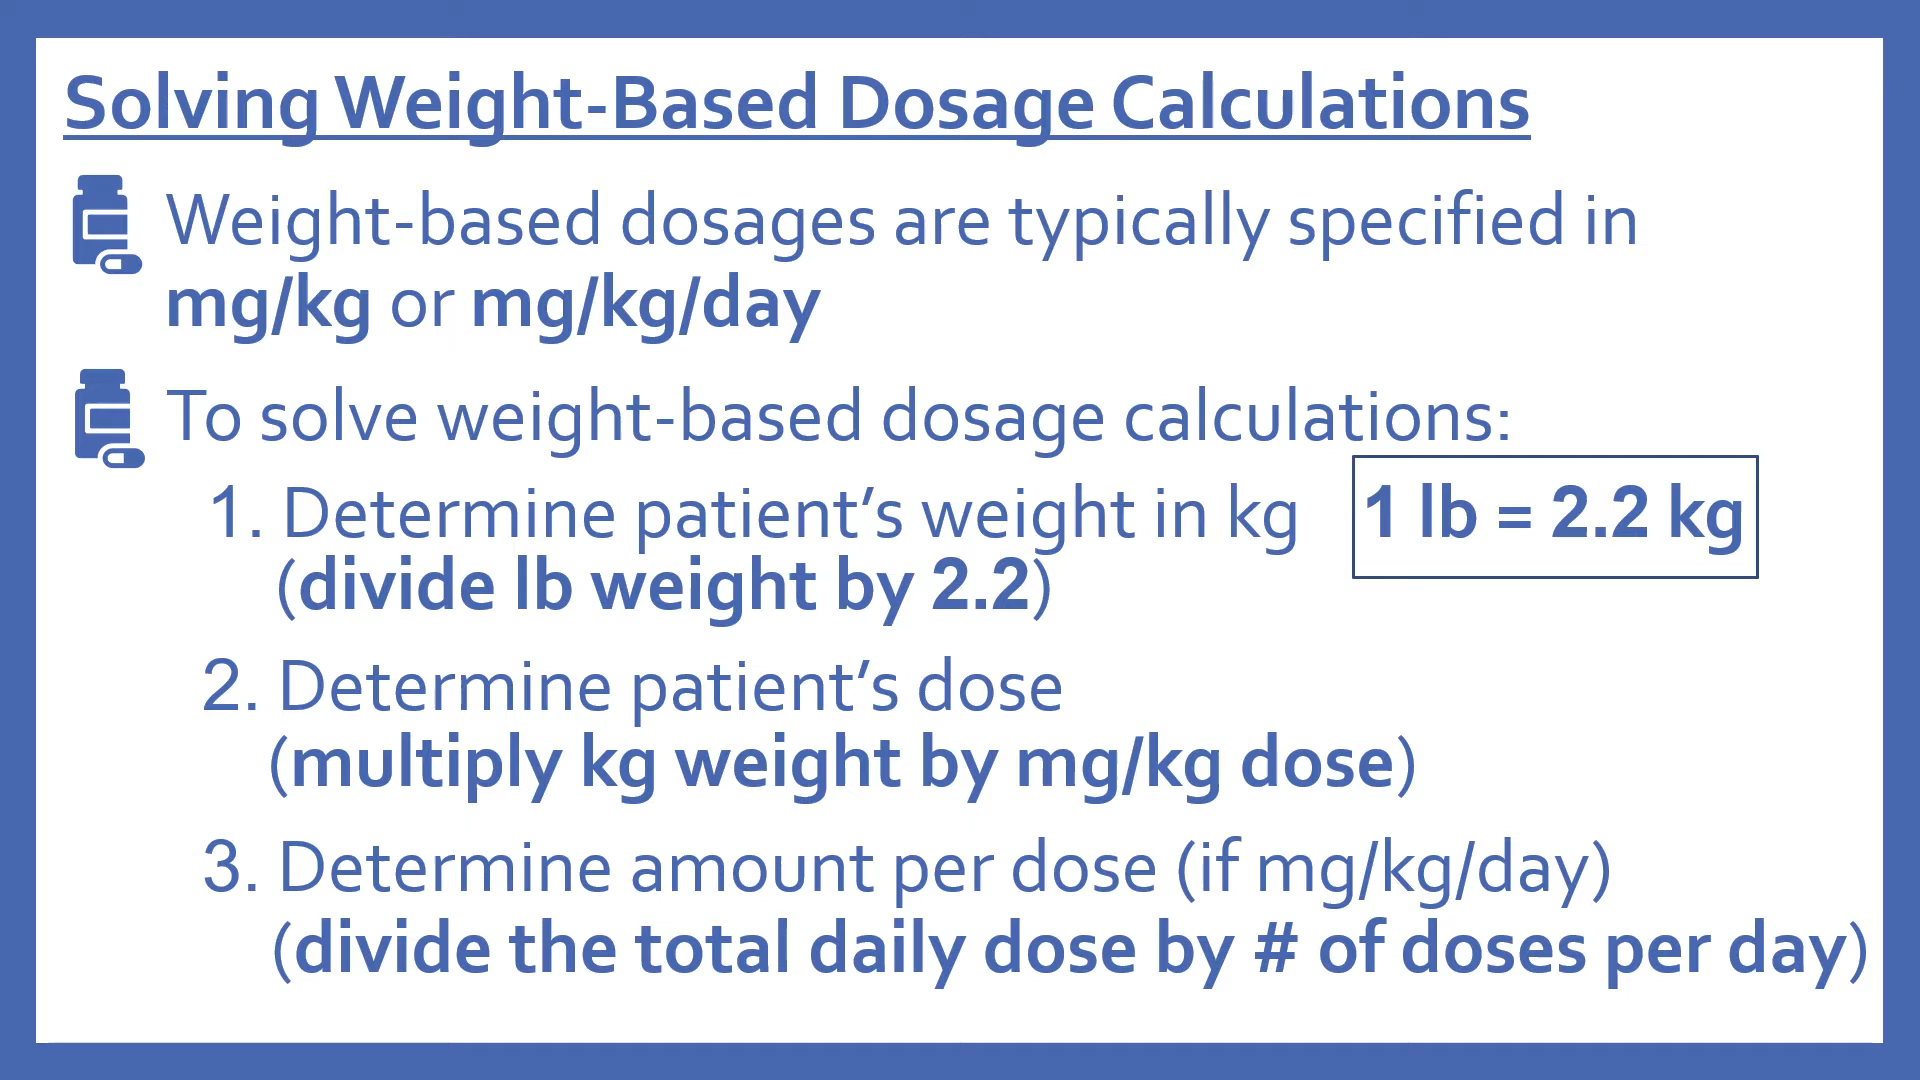 Solving Weight-Based Dosage Calculations
Weight-based dosages are typically specified in
mg/kg or mg/kg/day
To solve weight-based dosage calculations:
1. Determine patient's weight in kg
1 lb = 2.2 kg
(divide lb weight by 2.2)
2. Determine patient's dose
(multiply kg weight by mg/kg dose)
3. Determine amount per dose (if mg/kg/day)
(divide the total daily dose by # of doses per day)